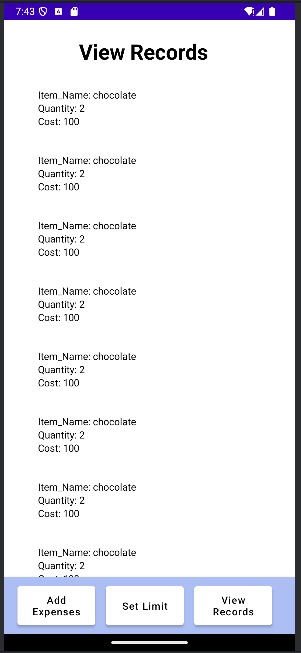 7:43
View Records
Item_Name: chocolate
Quantity: 2
Cost: 100
Item_Name: chocolate
Quantity: 2
Cost: 100
Item_Name: chocolate
Quantity: 2
Cost: 100
Item_Name: chocolate
Quantity: 2
Cost: 100
Item_Name: chocolate
Quantity: 2
Cost: 100
Item_Name: chocolate
Quantity: 2
Cost: 100
Item_Name: chocolate
Quantity: 2
Cost: 100
Item_Name: chocolate
Quantity: 2
Cost: 100
Add
Expenses
Set Limit
View
Records